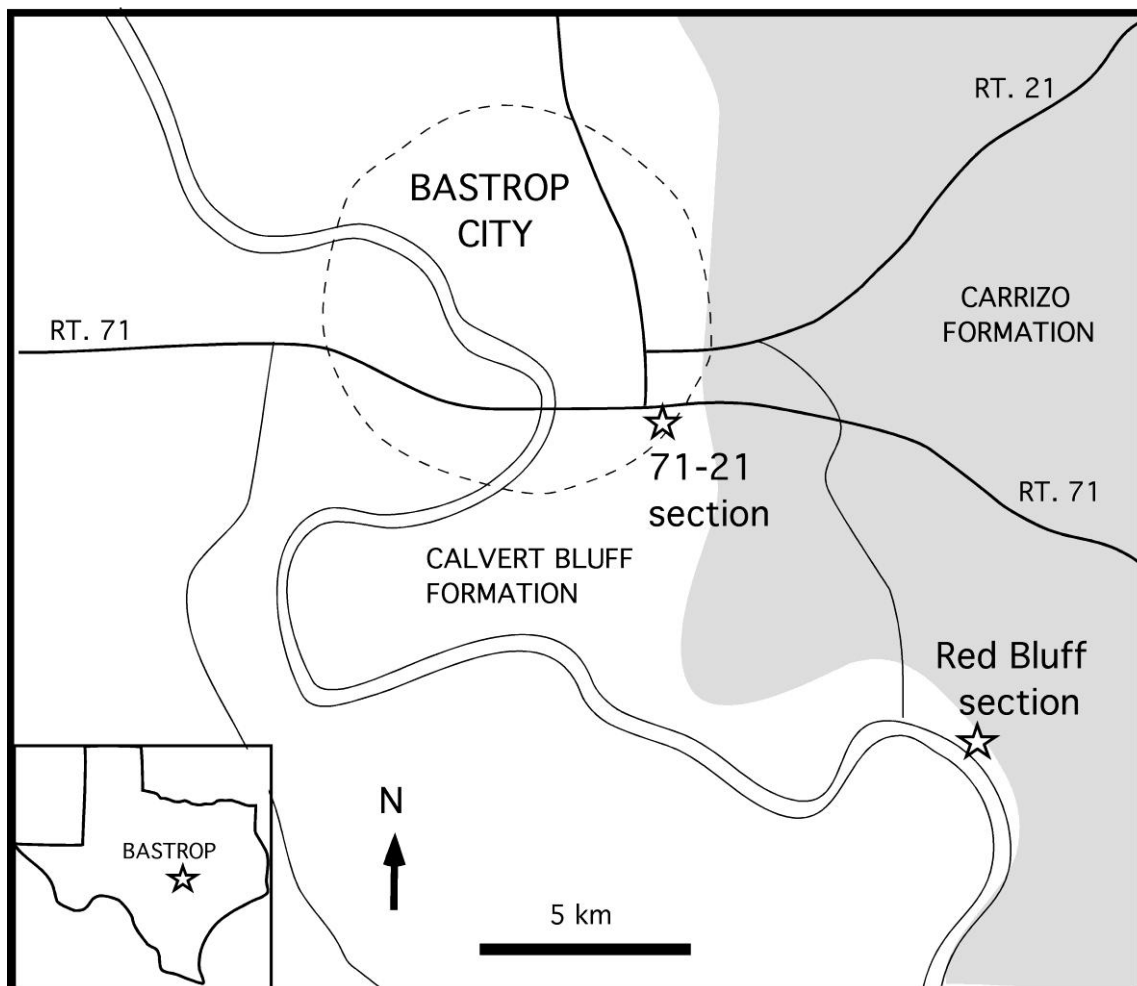 RT. 21
BASTROP
CITY
CARRIZO
FORMATION
RT. 71
71-21
section
RT. 71
CALVERT BLUFF
FORMATION
Red Bluff
section
N
BASTROP
5 km